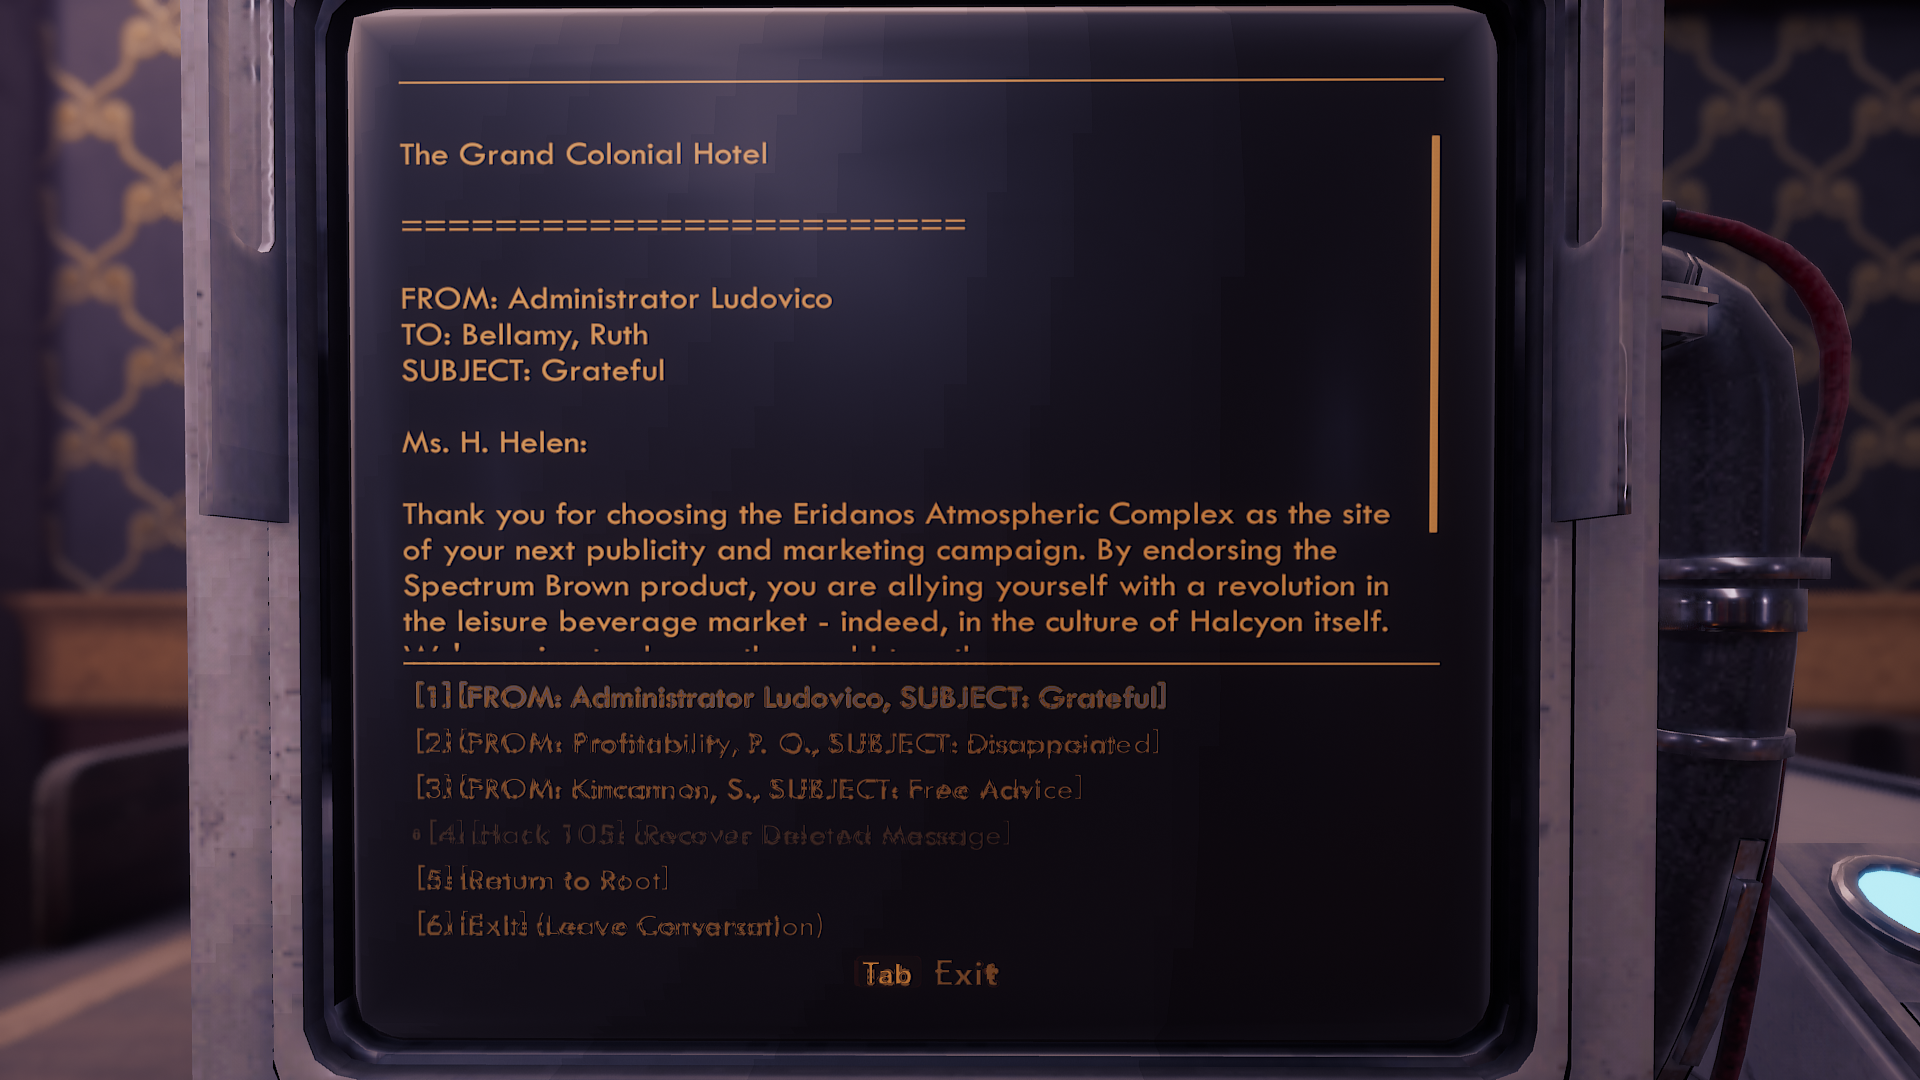 The Grand Colonial Hotel
========================
FROM: Administrator Ludovico
TO: Bellamy, Ruth
SUBJECT: Grateful
Ms. H. Helen:
Thank you for choosing the Eridanos Atmospheric Complex as the site
of your next publicity and marketing campaign. By endorsing the
Spectrum Brown product, you are allying yourself with a revolution in
the leisure beverage market - indeed, in the culture of Halcyon itself.
[1] [FROM: Administrator Ludovico, SUBJECT: Grateful]
[2] [FROM: Profitability, P. O., SUBJECT: Disappointed]
[3] [FROM: Kincannon, S., SUBJECT: Free Advice]
[4] [Hack 105] [Recover Deleted Message]
[5] [Return to Root]
[6] [Exit] (Leave Conversation)
Tab Exit